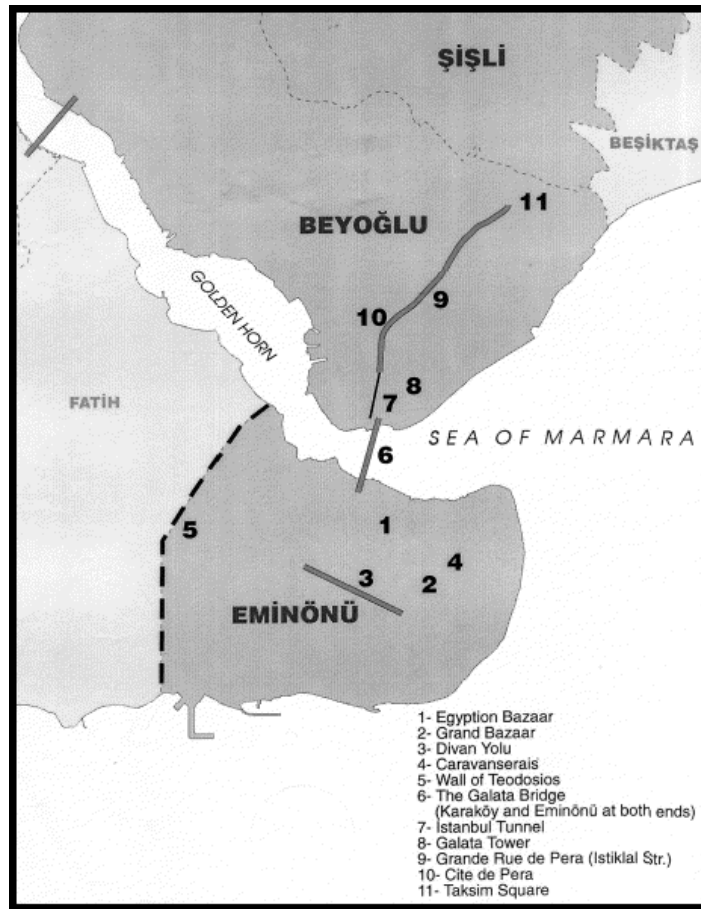 ŞİŞLİ
BEŞİKTAŞ
11
BEYOĞLU
GOLDEN HORN
9
10
8
FATİH
7
SEA OF MARMARA
6
5
1
4
3
2
EMİNÖNÜ
1- Egyption Bazaar
2- Grand Bazaar
3- Divan Yolu
4- Caravanserais
5- Wall of Teodosios
6- The Galata Bridge
(Karaköy and Eminönü at both ends)
7- İstanbul Tunnel
8- Galata Tower
9- Grande Rue de Pera (Istiklal Str.)
10- Cite de Pera
11- Taksim Square